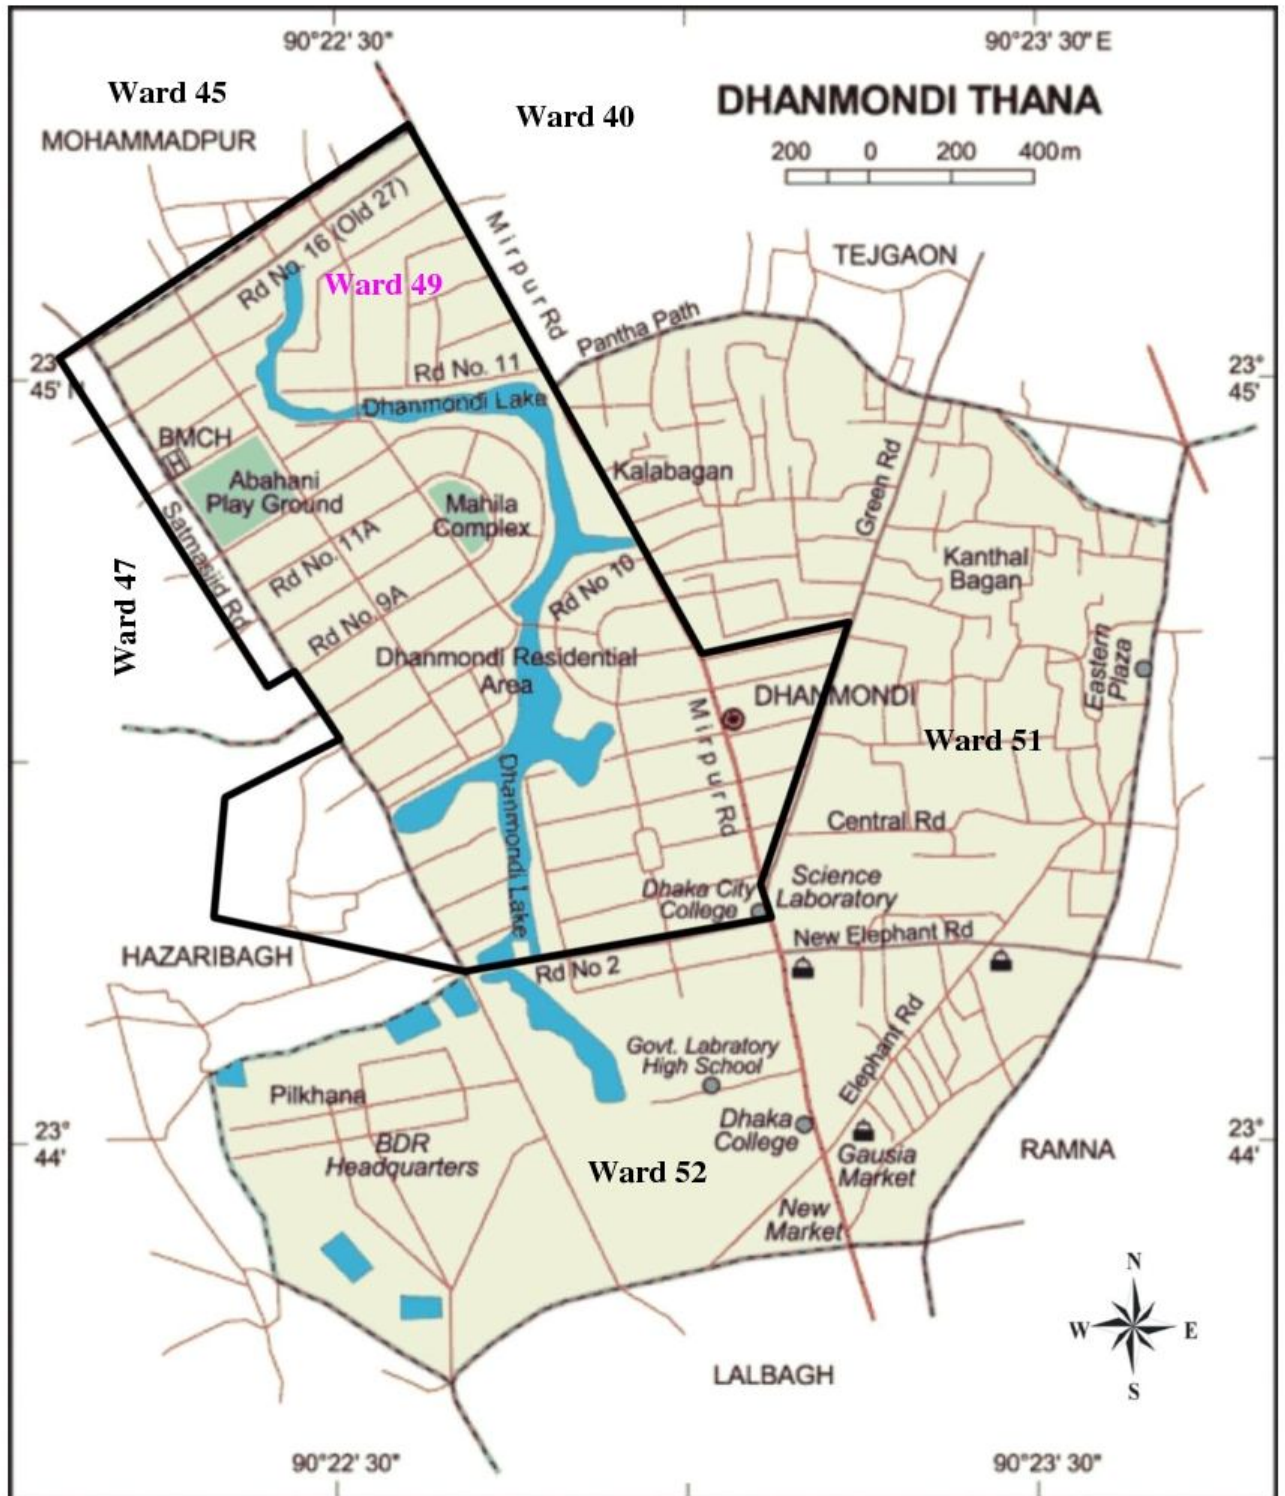 90°22' 30"
90°23' 30" E
Ward 45
Ward 40
DHANMONDI THANA
MOHAMMADPUR
200 0 200 400m
Rd No. 16 (Old 27)
Mirpur Rd
TEJGAON
Ward 49
Pantha Path
23°
45' N
23°
45'
Rd No. 11
Dhanmondi Lake
BMCH
H
Abahani
Play Ground
Mahila
Complex
Kalabagan
Green Rd
Satmasjid Rd
Rd No. 11A
Kanthal
Bagan
Ward 47
Rd No. 9A
Rd No 10
Dhanmondi Residential
Area
Eastern
Plaza
DHANMONDI
Mirpur Rd
Ward 51
Dhanmondi Lake
Central Rd
Dhaka City
College
Science
Laboratory
New Elephant Rd
HAZARIBAGH
Rd No 2
Elephant Rd
Govt. Labratory
High School
Pilkhana
Dhaka
College
23°
44'
23°
44'
BDR
Headquarters
Ward 52
Gausia
Market
RAMNA
New
Market
N
W E
S
LALBAGH
90°22' 30"
90°23' 30"